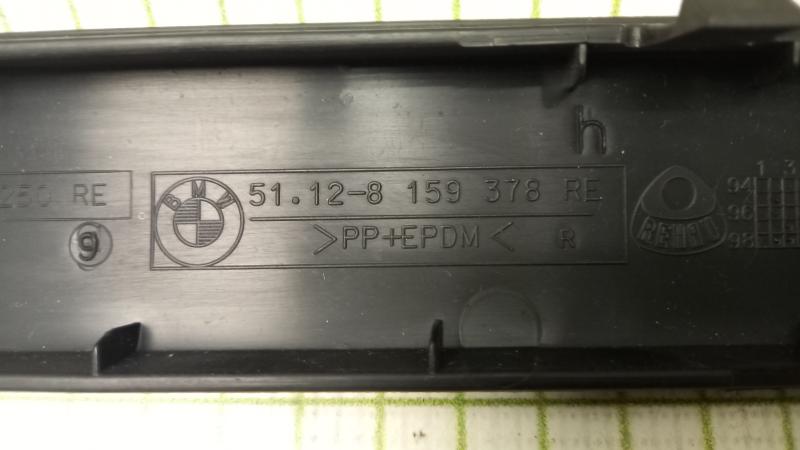 h
250 RE
9
BMW
51.12-8 159 378 RE
>PP+EPDM< R
REHAU
1 3
94
96
98